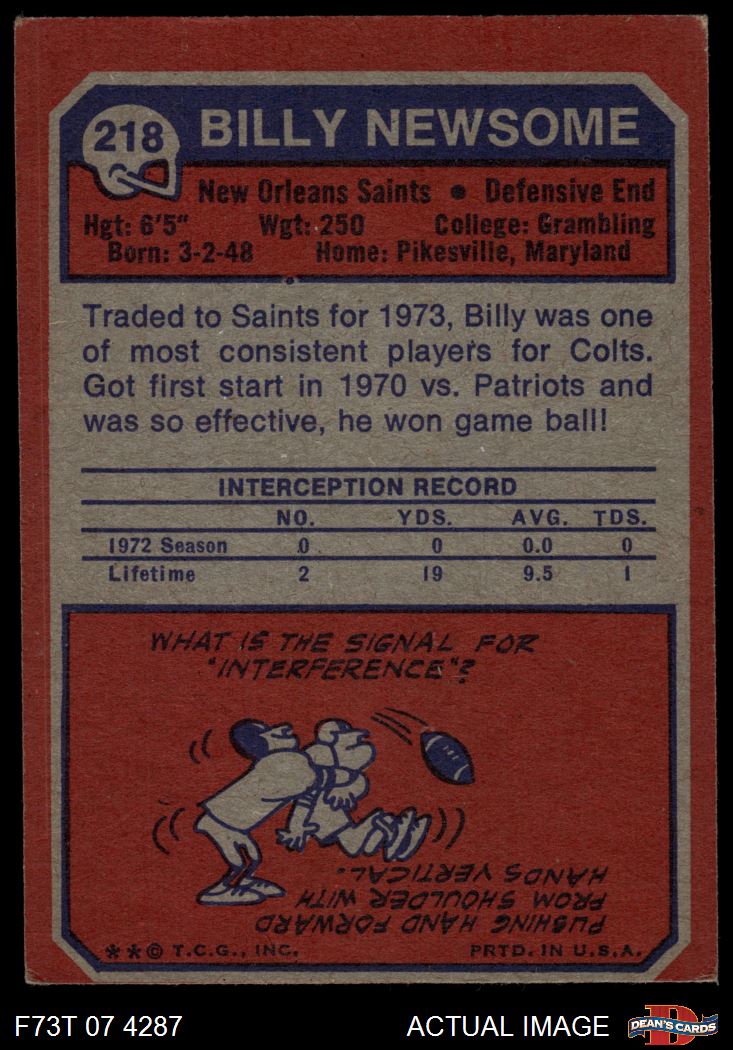 218
BILLY NEWSOME
New Orleans Saints • Defensive End
Hgt: 6'5" Wgt: 250 College: Grambling
Born: 3-2-48 Home: Pikesville, Maryland
Traded to Saints for 1973, Billy was one
of most consistent players for Colts.
Got first start in 1970 vs. Patriots and
was so effective, he won game ball!
INTERCEPTION RECORD
NO. YDS. AVG. TDS.
1972 Season 0 0 0.0 0
Lifetime 2 19 9.5 1
WHAT IS THE SIGNAL FOR
"INTERFERENCE"?
PUSHING HAND FORWARD
FROM SHOULDER WITH
HANDS VERTICAL.
**© T.C.G., INC. PRTD. IN U.S.A.
F73T 07 4287 ACTUAL IMAGE
DEAN'S CARDS